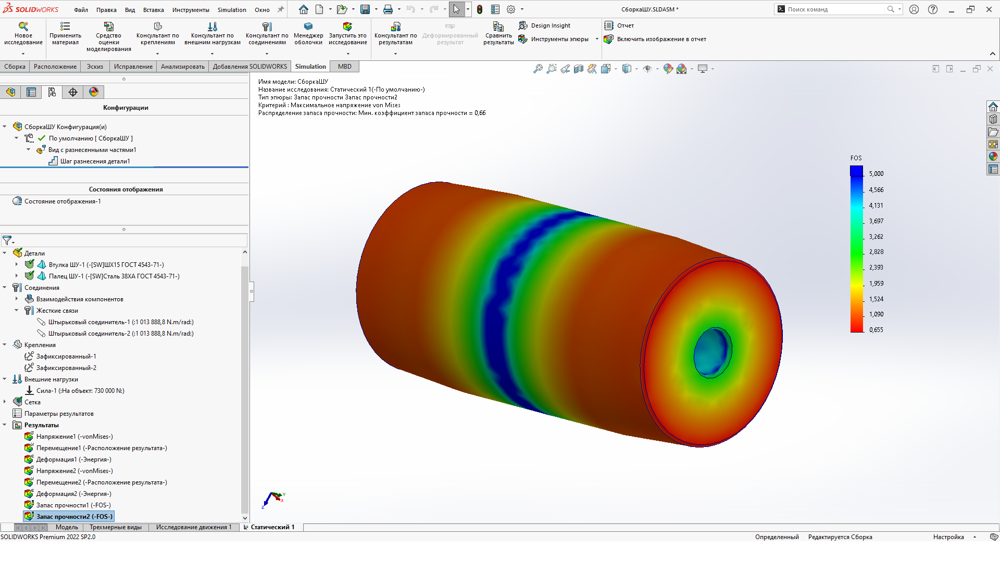 SOLIDWORKS
Файл Правка Вид Вставка Инструменты Simulation Окно
СборкаШУ.SLDASM *
Поиск команд
Новое исследование
Применить материал
Средство оценки моделирования
Консультант по креплениям
Консультант по внешним нагрузкам
Консультант по соединениям
Менеджер оболочки
Запустить это исследование
Консультант по результатам
Деформированный результат
Сравнить результаты
Design Insight
Инструменты эпюры
Отчет
Включить изображение в отчет
Сборка Расположение Эскиз Исправление Анализировать Добавления SOLIDWORKS Simulation MBD
Конфигурации
СборкаШУ Конфигурация(и)
По умолчанию [ СборкаШУ ]
Вид с разнесенными частями1
Шаг разнесения детали1
Состояния отображения
Состояние отображения-1
Детали
Втулка ШУ-1 (-[SW]ШХ15 ГОСТ 4543-71-)
Палец ШУ-1 (-[SW]Сталь 38ХА ГОСТ 4543-71-)
Соединения
Взаимодействия компонентов
Жесткие связи
Штырьковый соединитель-1 (:1 013 888,8 N.m/rad:)
Штырьковый соединитель-2 (:1 013 888,8 N.m/rad:)
Крепления
Зафиксированный-1
Зафиксированный-2
Внешние нагрузки
Сила-1 (:На объект: 730 000 N:)
Сетка
Параметры результатов
Результаты
Напряжение1 (-vonMises-)
Перемещение1 (-Расположение результата-)
Деформация1 (-Энергия-)
Напряжение2 (-vonMises-)
Перемещение2 (-Расположение результата-)
Деформация2 (-Энергия-)
Запас прочности1 (-FOS-)
Запас прочности2 (-FOS-)
Имя модели: СборкаШУ
Название исследования: Статический 1(-По умолчанию-)
Тип эпюры: Запас прочности Запас прочности2
Критерий : Максимальное напряжение von Mises
Распределение запаса прочности: Мин. коэффициент запаса прочности = 0,66
FOS
5,000
4,566
4,131
3,697
3,262
2,828
2,393
1,959
1,524
1,090
0,655
Y
X
Z
Модель Трехмерные виды Исследование движения 1 Статический 1
SOLIDWORKS Premium 2022 SP2.0
Определенный Редактируется Сборка Настройка